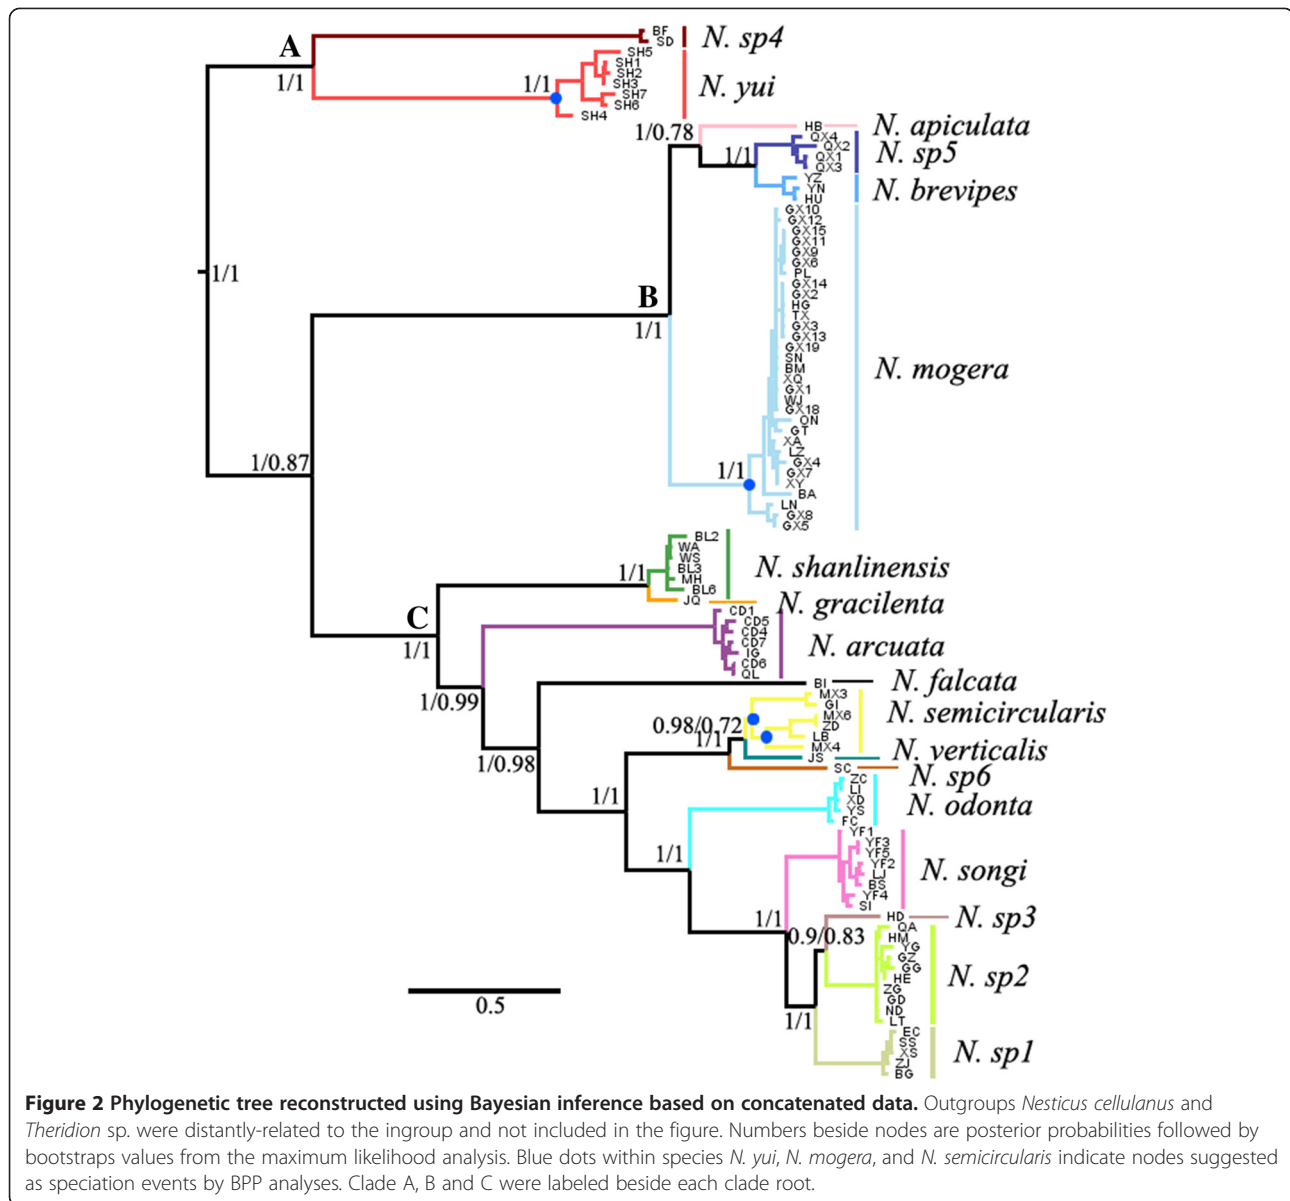 A
1/1
BF
SD
N. sp4
SH5
SH1
SH2
SH3
SH7
SH6
SH4
1/1
N. yui
1/0.78
HB
N. apiculata
1/1
QX4
QX2
QX1
QX3
N. sp5
YZ
YN
HU
N. brevipes
GX10
GX12
GX15
GX11
GX9
GX6
PL
GX14
GX2
HG
TX
GX3
GX13
GX19
SN
BM
XQ
GX1
WJ
GX18
QN
GT
XA
LZ
GX4
GX7
XY
BA
LN
GX8
GX5
N. mogera
1/1
B
1/1
1/1
1/0.87
BL2
WA
WS
BL3
MH
BL6
N. shanlinensis
1/1
JQ
N. gracilenta
C
1/1
CD1
CD5
CD4
CD7
IG
CD6
QL
N. arcuata
1/0.99
BI
N. falcata
MX3
GI
MX6
ZD
LB
MX4
N. semicircularis
0.98/0.72
1/1
JS
N. verticalis
1/0.98
SC
N. sp6
ZC
LI
XD
YS
FC
N. odonta
1/1
YF1
YF3
YF5
YF2
LJ
BS
YF4
SI
N. songi
1/1
1/1
HD
N. sp3
0.9/0.83
QA
HM
YG
GZ
GG
HE
ZG
GD
ND
LT
N. sp2
1/1
EC
SS
XS
ZJ
BG
N. sp1
0.5
Figure 2 Phylogenetic tree reconstructed using Bayesian inference based on concatenated data. Outgroups Nesticus cellulanus and
Theridion sp. were distantly-related to the ingroup and not included in the figure. Numbers beside nodes are posterior probabilities followed by
bootstraps values from the maximum likelihood analysis. Blue dots within species N. yui, N. mogera, and N. semicircularis indicate nodes suggested
as speciation events by BPP analyses. Clade A, B and C were labeled beside each clade root.